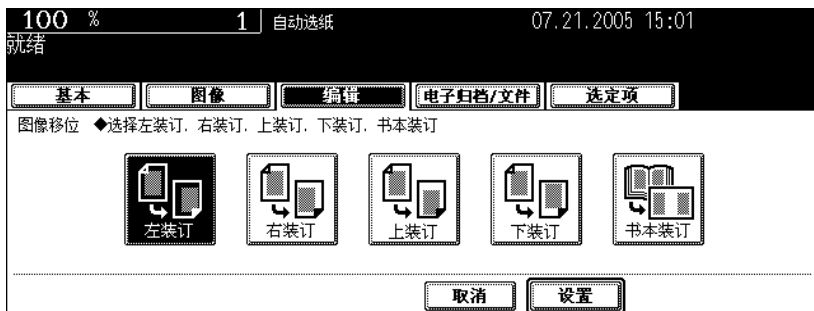 100 % 1 自动选纸 07.21.2005 15:01
就绪
基本 图像 编辑 电子归档/文件 选定项
图像移位 ◆选择左装订, 右装订, 上装订, 下装订, 书本装订
左装订 右装订 上装订 下装订 书本装订
取消 设置